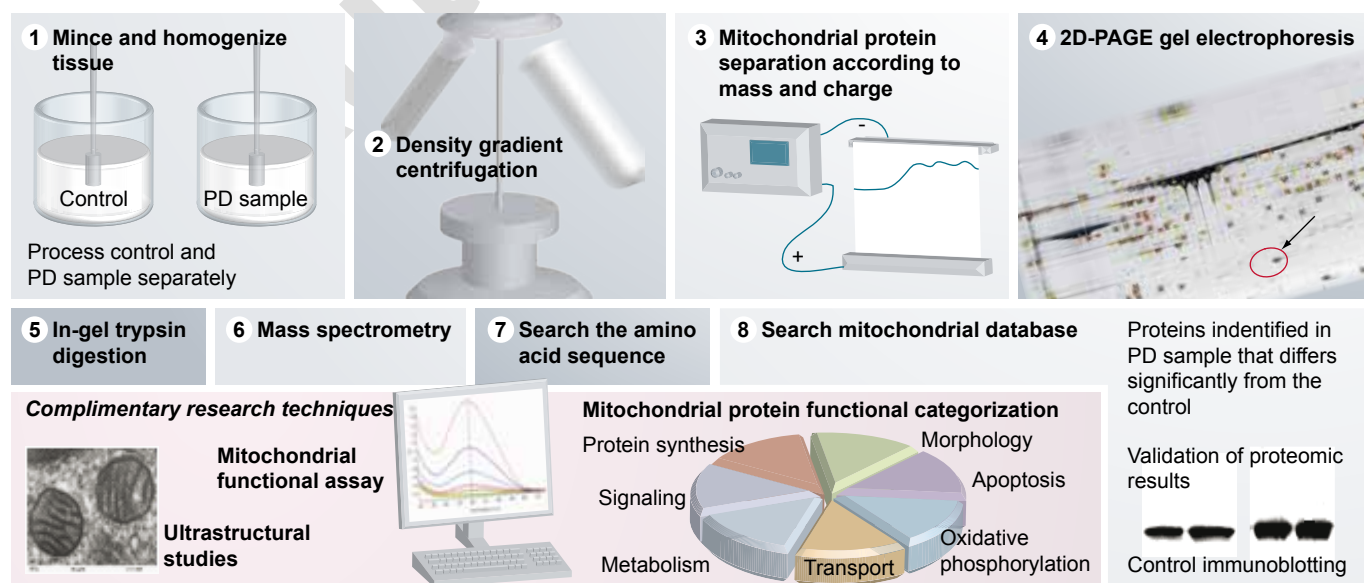 1 Mince and homogenize
tissue
Control
PD sample
Process control and
PD sample separately
2 Density gradient
centrifugation
3 Mitochondrial protein
separation according to
mass and charge
-
+
4 2D-PAGE gel electrophoresis
5 In-gel trypsin
digestion
6 Mass spectrometry
7 Search the amino
acid sequence
8 Search mitochondrial database
Proteins indentified in
PD sample that differs
significantly from the
control
Complimentary research techniques
Mitochondrial
functional assay
Ultrastructural
studies
Mitochondrial protein functional categorization
Protein synthesis
Morphology
Signaling
Apoptosis
Metabolism
Transport
Oxidative
phosphorylation
Validation of proteomic
results
Control immunoblotting